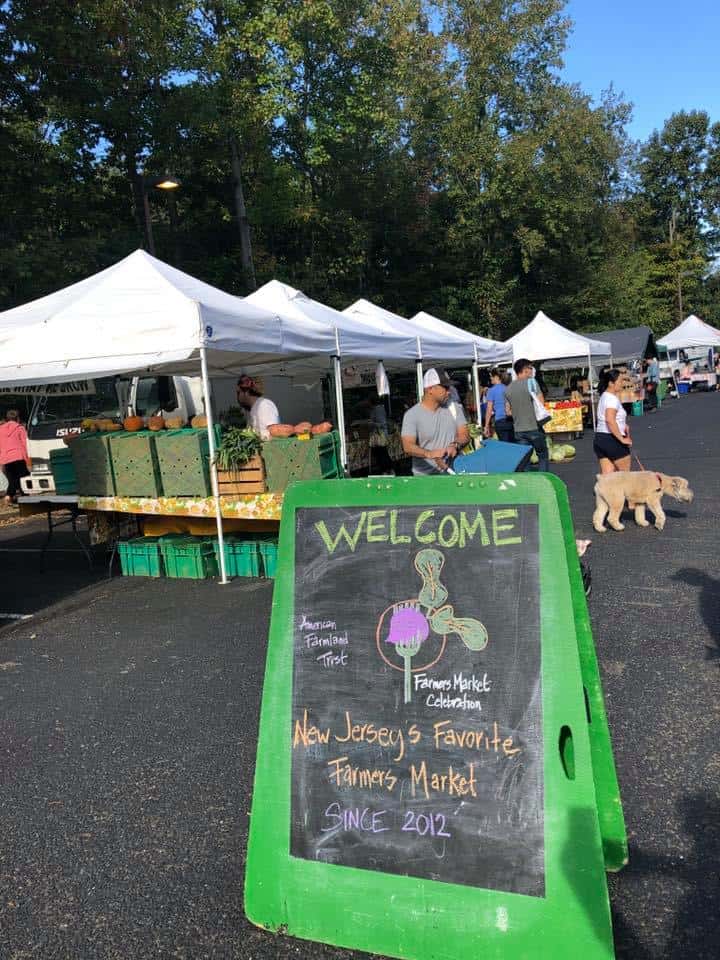 WELCOME
American
Farmland
Trust
Farmers Market
Celebration
New Jersey's Favorite
Farmers Market
SINCE 2012
ISUZU